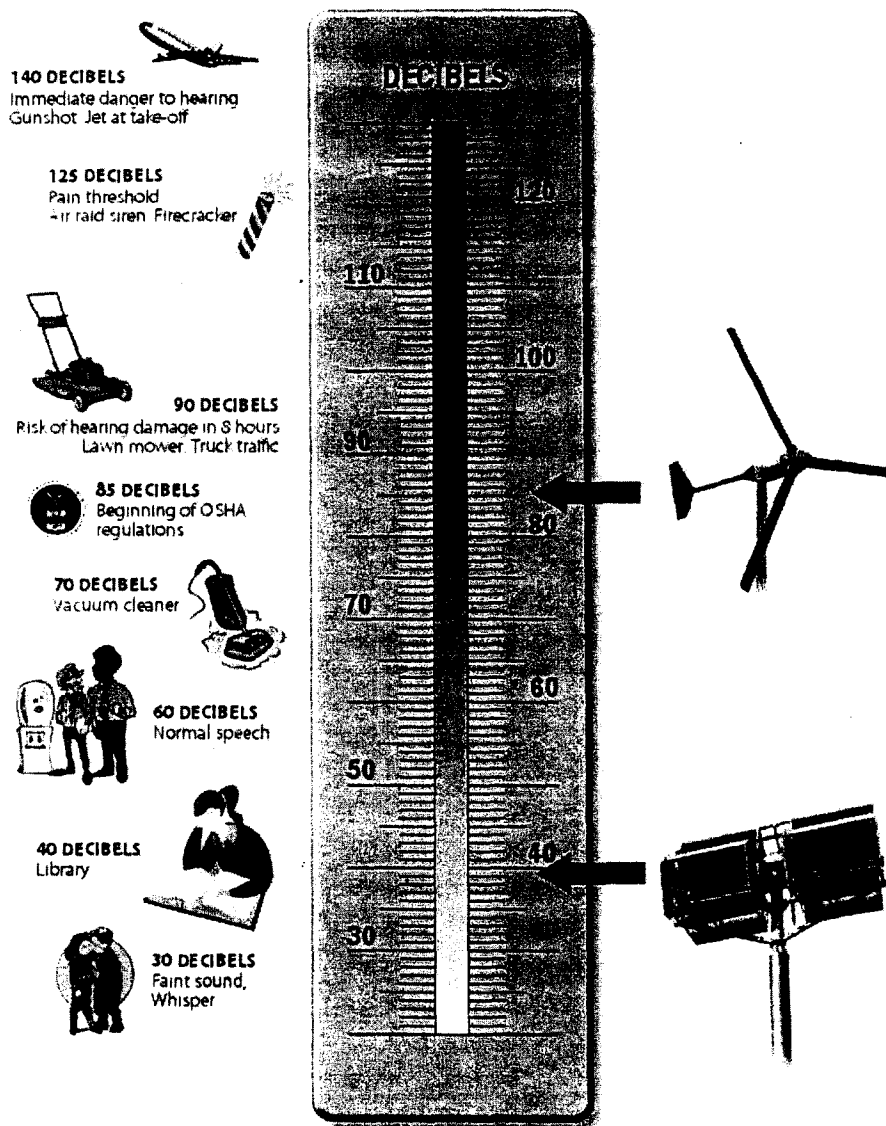 140 DECIBELS
Immediate danger to hearing
Gunshot Jet at take-off
125 DECIBELS
Pain threshold
Air raid siren Firecracker
90 DECIBELS
Risk of hearing damage in 8 hours
Lawn mower. Truck traffic
85 DECIBELS
Beginning of OSHA
regulations
70 DECIBELS
Vacuum cleaner
60 DECIBELS
Normal speech
40 DECIBELS
Library
30 DECIBELS
Faint sound,
Whisper
DECIBELS
120
110
100
90
80
70
60
50
40
30